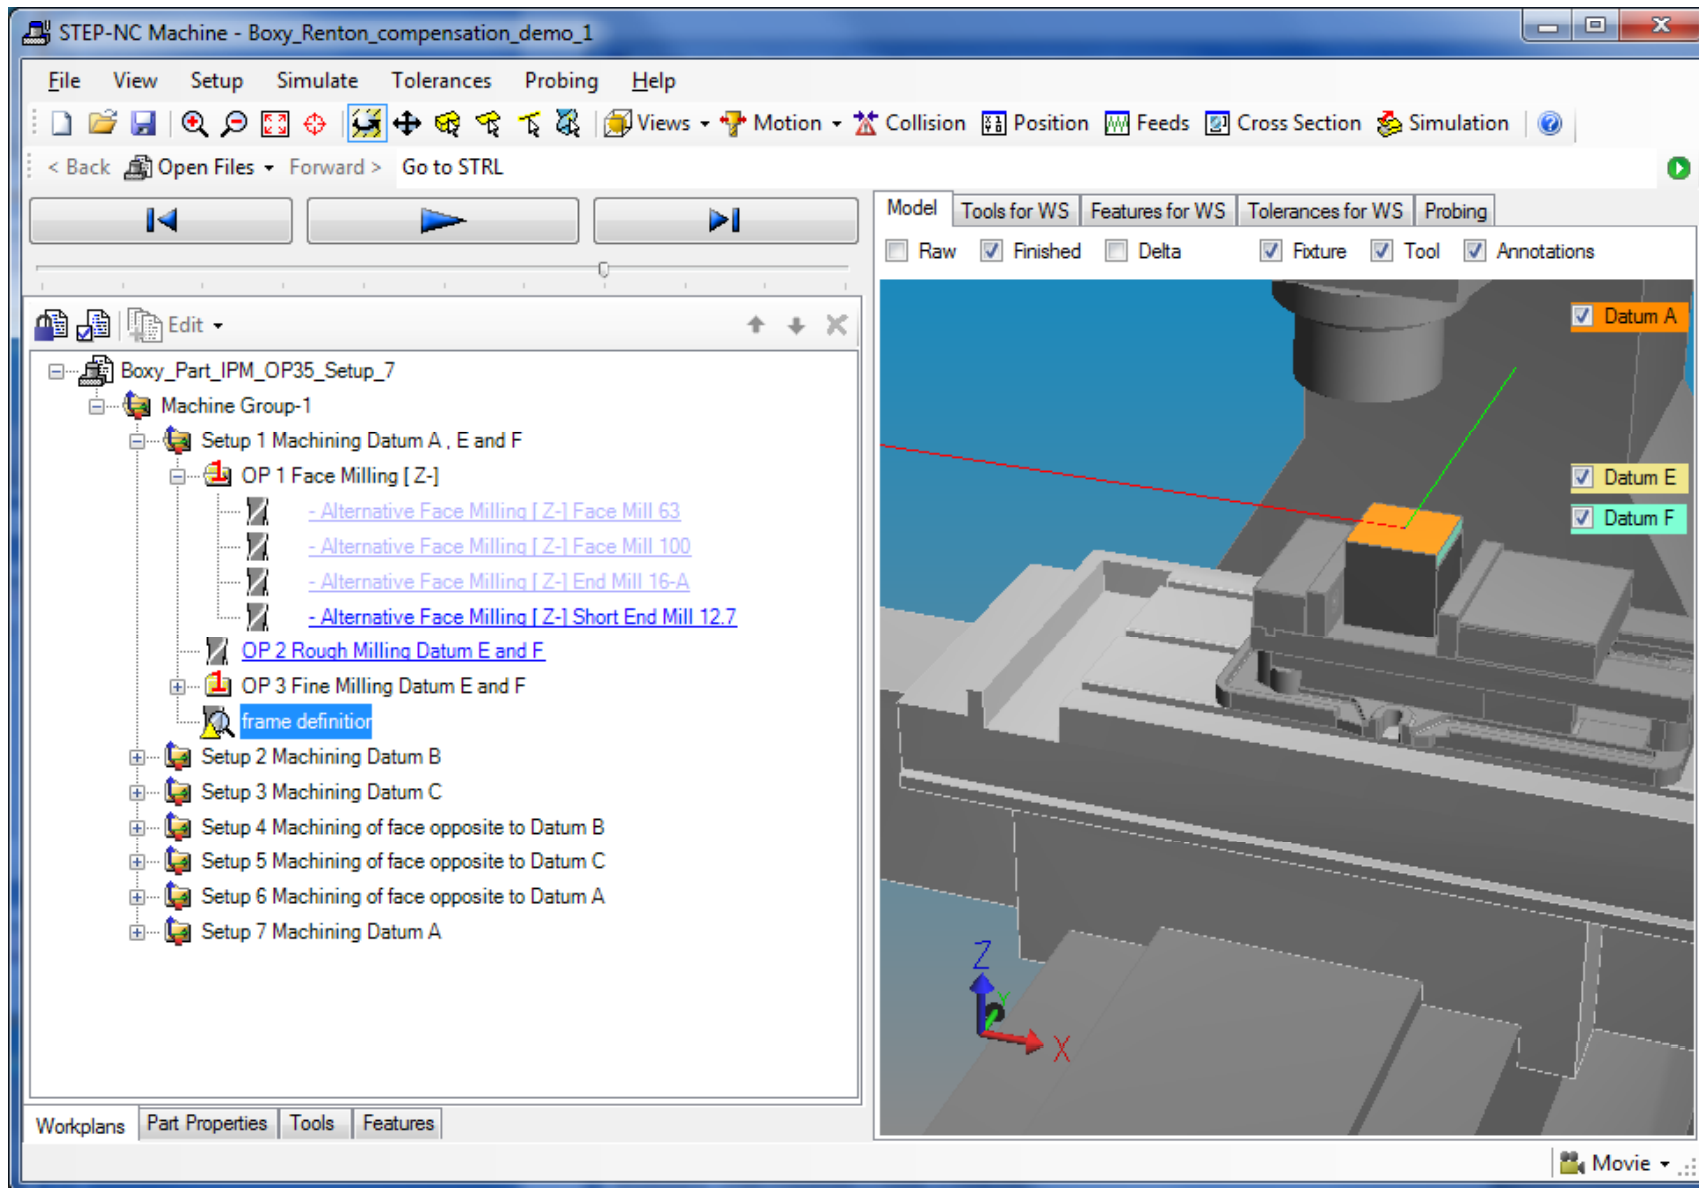 STEP-NC Machine - Boxy_Renton_compensation_demo_1
File View Setup Simulate Tolerances Probing Help
Views Motion Collision Position Feeds Cross Section Simulation
< Back Open Files Forward > Go to STRL
Model Tools for WS Features for WS Tolerances for WS Probing
Raw Finished Delta Fixture Tool Annotations
Edit
Boxy_Part_IPM_OP35_Setup_7
Machine Group-1
Setup 1 Machining Datum A , E and F
OP 1 Face Milling [ Z-]
- Alternative Face Milling [ Z-] Face Mill 63
- Alternative Face Milling [ Z-] Face Mill 100
- Alternative Face Milling [ Z-] End Mill 16-A
- Alternative Face Milling [ Z-] Short End Mill 12.7
OP 2 Rough Milling Datum E and F
OP 3 Fine Milling Datum E and F
frame definition
Setup 2 Machining Datum B
Setup 3 Machining Datum C
Setup 4 Machining of face opposite to Datum B
Setup 5 Machining of face opposite to Datum C
Setup 6 Machining of face opposite to Datum A
Setup 7 Machining Datum A
Workplans Part Properties Tools Features
Datum A
Datum E
Datum F
Z
Y
X
Movie